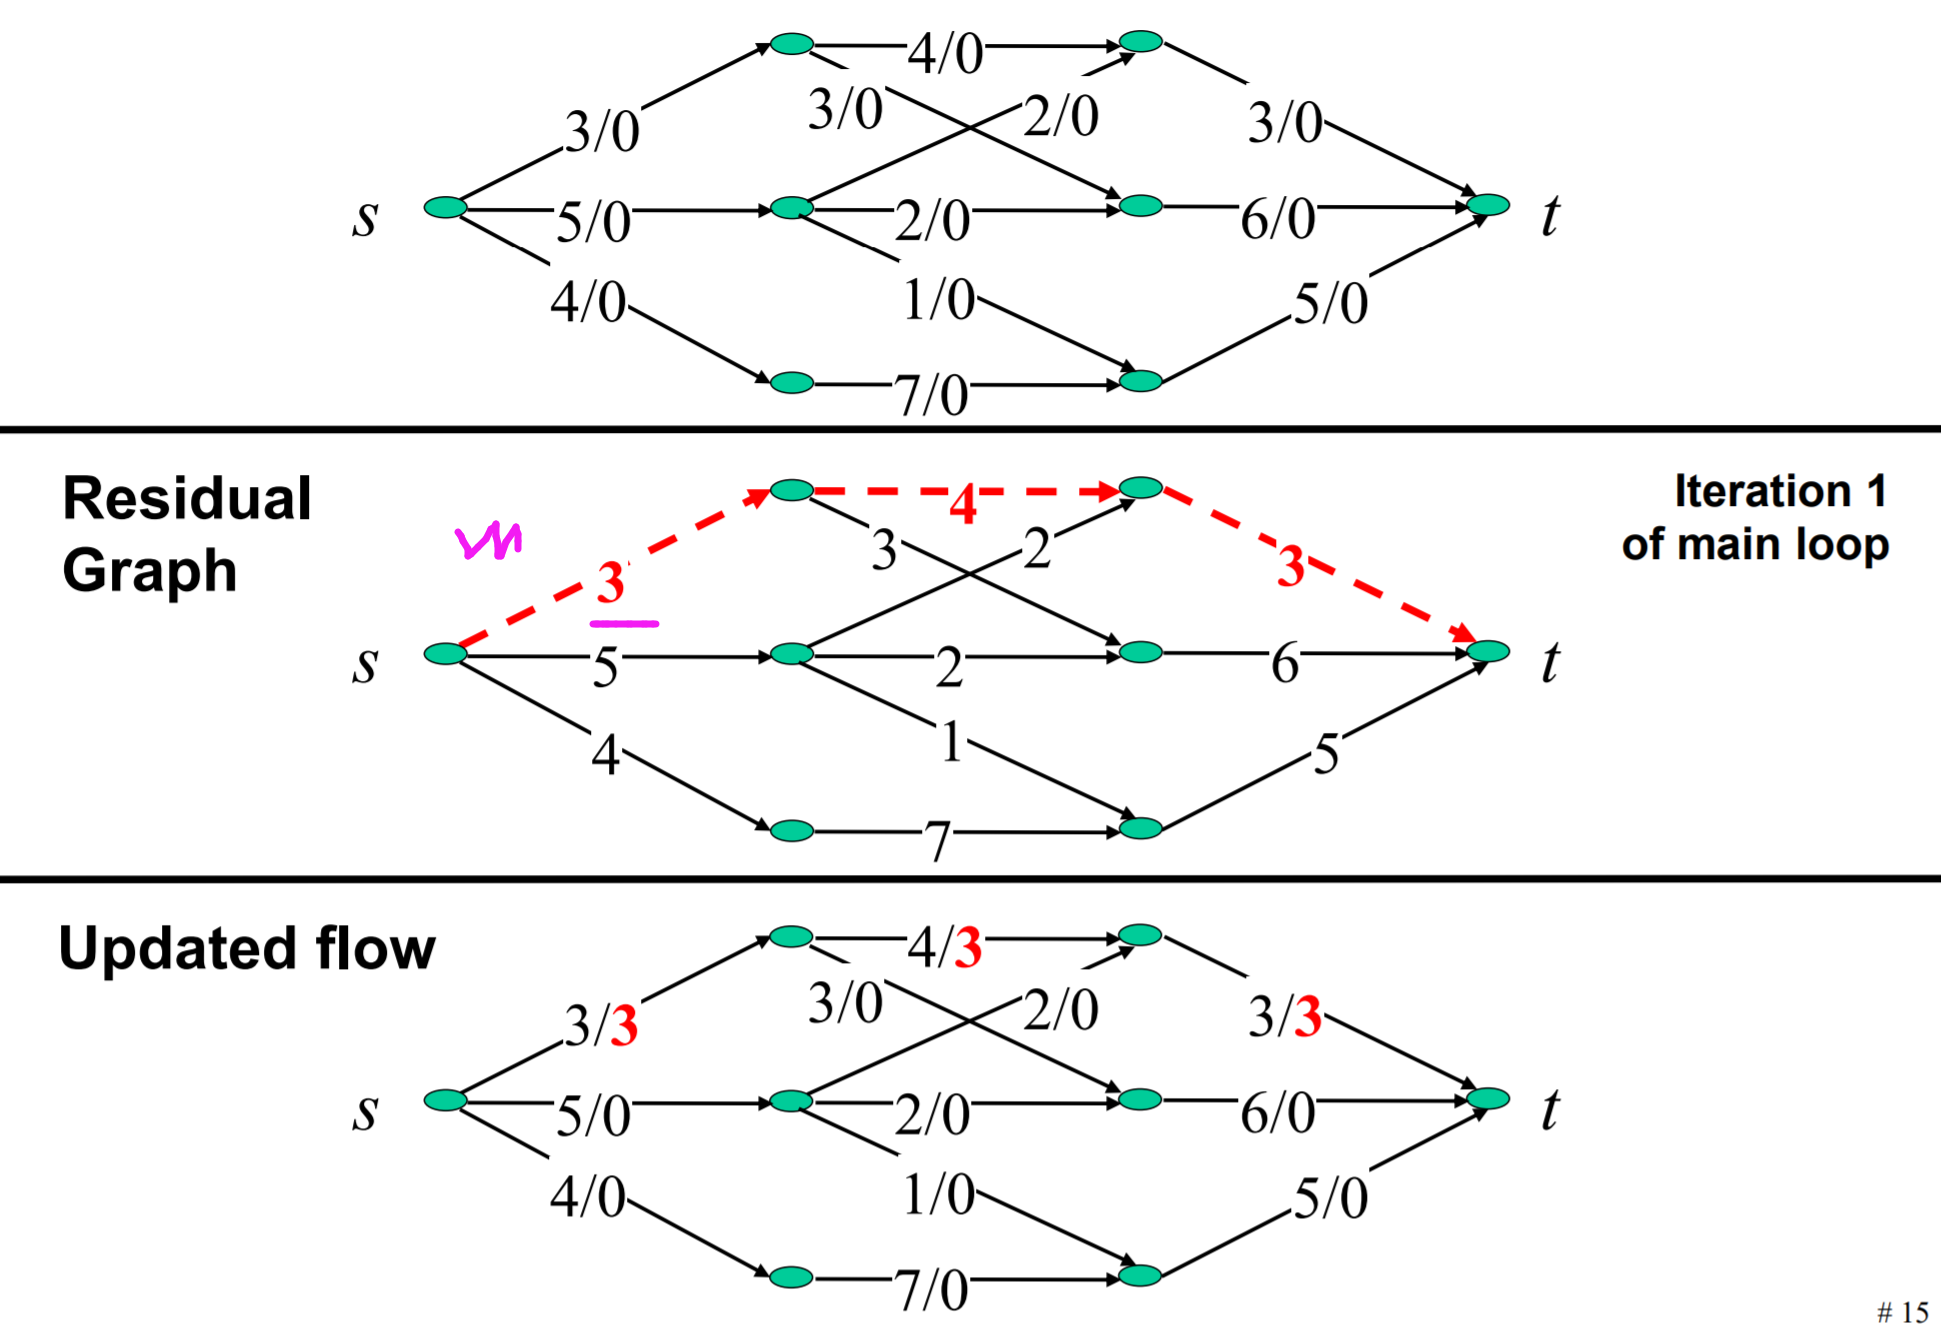 4/0
3/0 3/0 2/0 3/0
s 5/0 2/0 6/0 t
4/0 1/0 5/0
7/0
Residual Graph
Iteration 1 of main loop
4
3 2 3
3
s 5 2 6 t
4 1 5
7
Updated flow
4/3
3/3 3/0 2/0 3/3
s 5/0 2/0 6/0 t
4/0 1/0 5/0
7/0
# 15